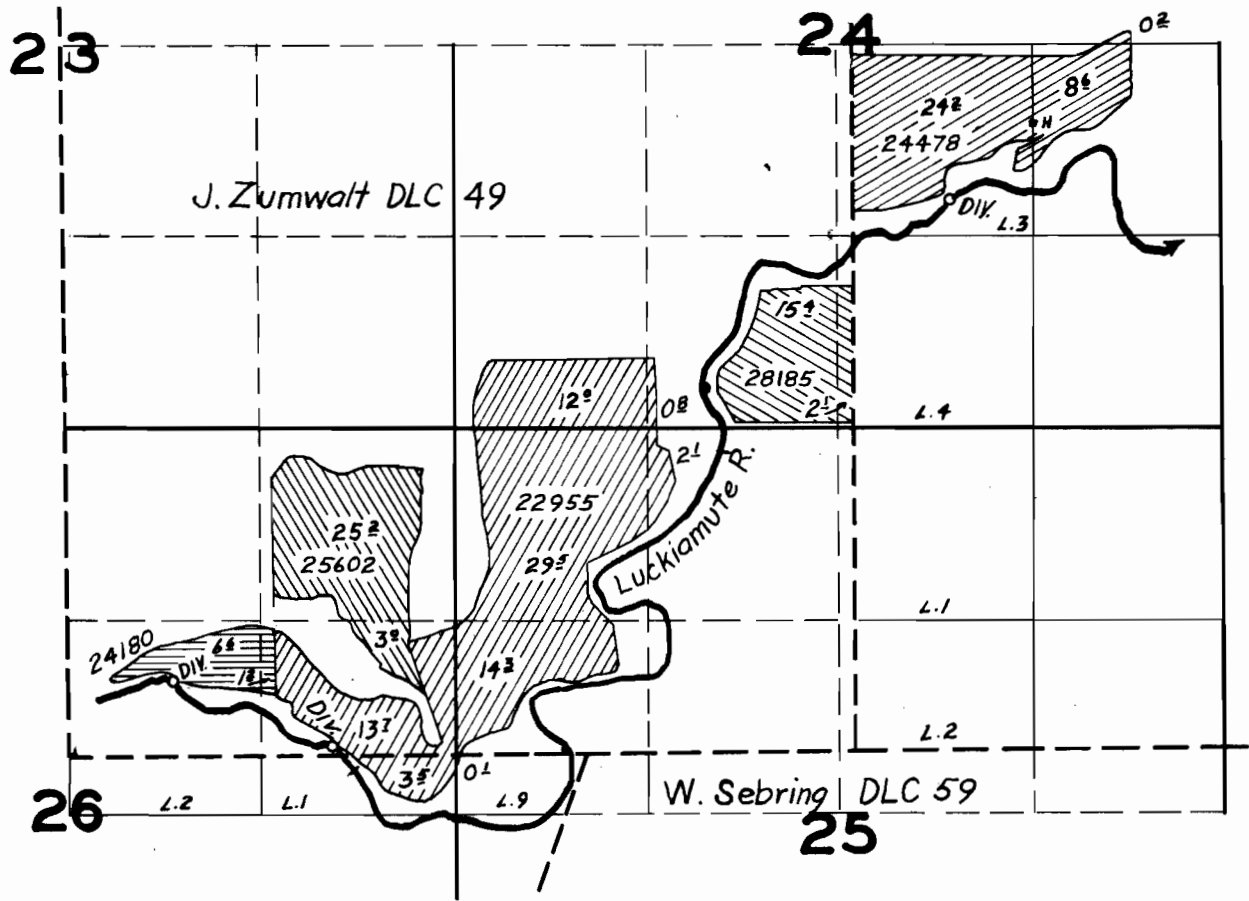 23
24
0²
8⁶
24²
24478
H
J. Zumwalt DLC 49
DIV.
L.3
15⁴
28185
2¹
12⁰
0⁸
L.4
2¹
22955
Luckiamute R.
25²
25602
29⁵
L.1
24180
6⁶
3⁰
DIV.
1²
14³
DIV.
13⁷
L.2
3⁵
0¹
L.2
L.1
L.9
W. Sebring DLC 59
26
25